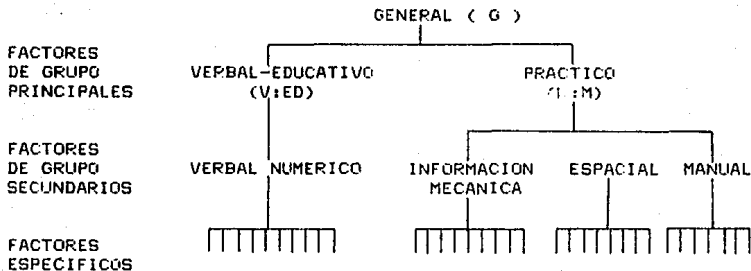 GENERAL ( G )
FACTORES
DE GRUPO
PRINCIPALES
VERBAL-EDUCATIVO
(V:ED)
PRACTICO
:M)
FACTORES
DE GRUPO
SECUNDARIOS
VERBAL NUMERICO
INFORMACION
MECANICA
ESPACIAL
MANUAL
FACTORES
ESPECIFICOS